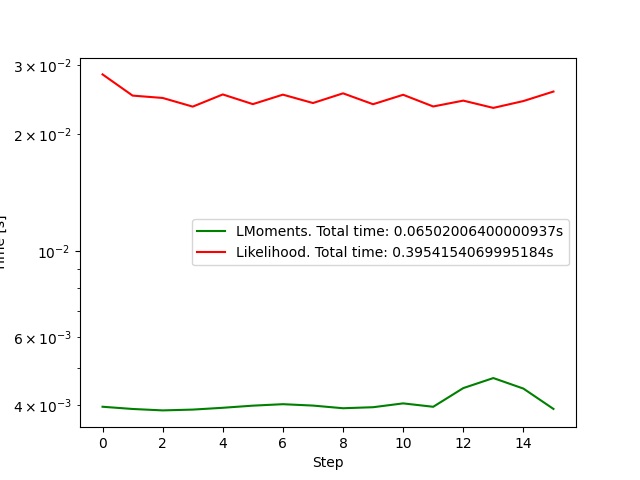 3 × 10⁻²
2 × 10⁻²
10⁻²
6 × 10⁻³
4 × 10⁻³
[s]
LMoments. Total time: 0.06502006400000937s
Likelihood. Total time: 0.3954154069995184s
0 2 4 6 8 10 12 14
Step